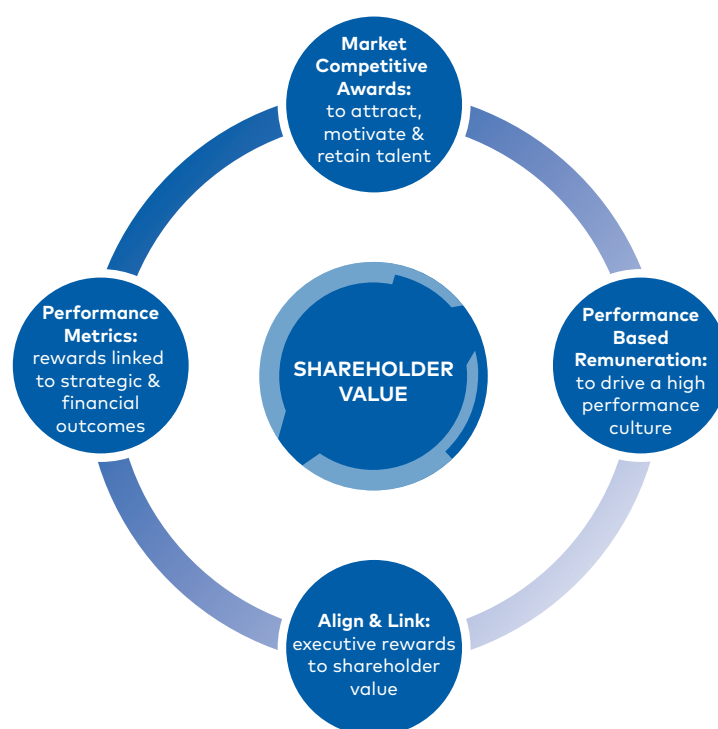 Market
Competitive
Awards:
to attract,
motivate &
retain talent
Performance
Metrics:
rewards linked
to strategic &
financial
outcomes
SHAREHOLDER
VALUE
Performance
Based
Remuneration:
to drive a high
performance
culture
Align & Link:
executive rewards
to shareholder
value